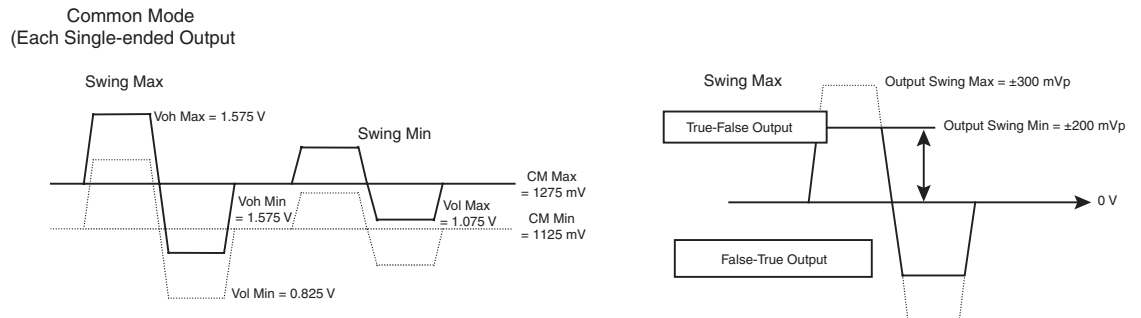 Common Mode
(Each Single-ended Output
Swing Max
Voh Max = 1.575 V
Swing Min
CM Max
= 1275 mV
Voh Min
= 1.575 V
Vol Max
= 1.075 V
CM Min
= 1125 mV
Vol Min = 0.825 V
Swing Max
Output Swing Max = ±300 mVp
True-False Output
Output Swing Min = ±200 mVp
0 V
False-True Output